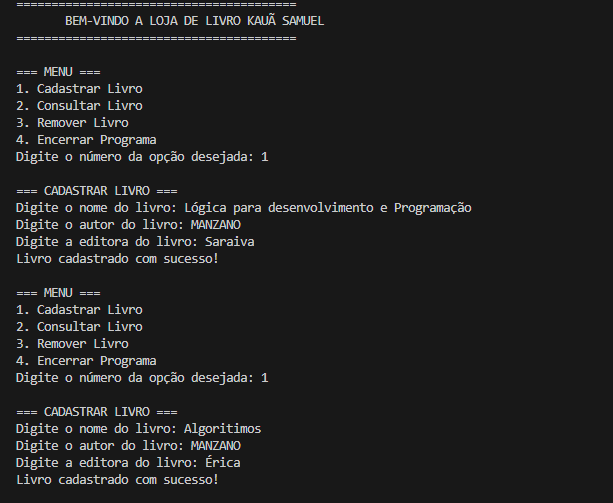 ========================================
BEM-VINDO A LOJA DE LIVRO KAUÃ SAMUEL
========================================
=== MENU ===
1. Cadastrar Livro
2. Consultar Livro
3. Remover Livro
4. Encerrar Programa
Digite o número da opção desejada: 1
=== CADASTRAR LIVRO ===
Digite o nome do livro: Lógica para desenvolvimento e Programação
Digite o autor do livro: MANZANO
Digite a editora do livro: Saraiva
Livro cadastrado com sucesso!
=== MENU ===
1. Cadastrar Livro
2. Consultar Livro
3. Remover Livro
4. Encerrar Programa
Digite o número da opção desejada: 1
=== CADASTRAR LIVRO ===
Digite o nome do livro: Algoritimos
Digite o autor do livro: MANZANO
Digite a editora do livro: Érica
Livro cadastrado com sucesso!